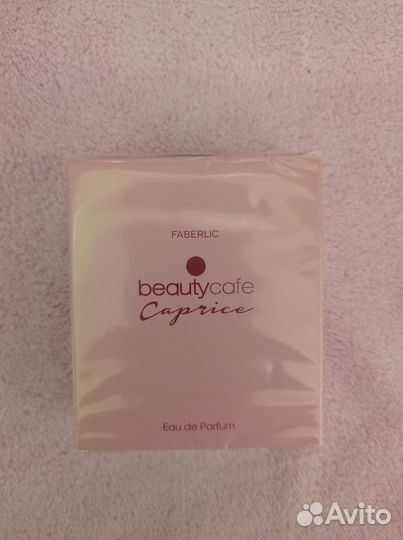 FABERLIC
beautycafe
Caprice
Eau de Parfum
Avito